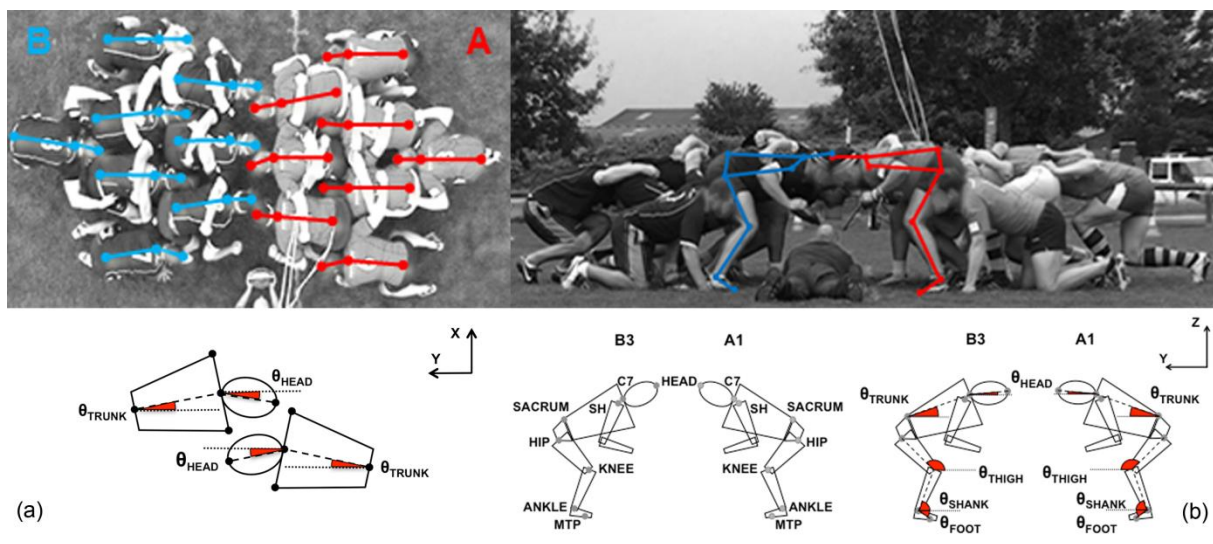 B
A
X
Y
θHEAD
θTRUNK
θHEAD
θTRUNK
(a)
B3 A1
C7 HEAD C7
SACRUM SH SH SACRUM
HIP HIP
KNEE KNEE
ANKLE ANKLE
MTP MTP
Z
Y
B3 A1
θHEAD
θTRUNK θTRUNK
θTHIGH θTHIGH
θSHANK θSHANK
θFOOT θFOOT
(b)